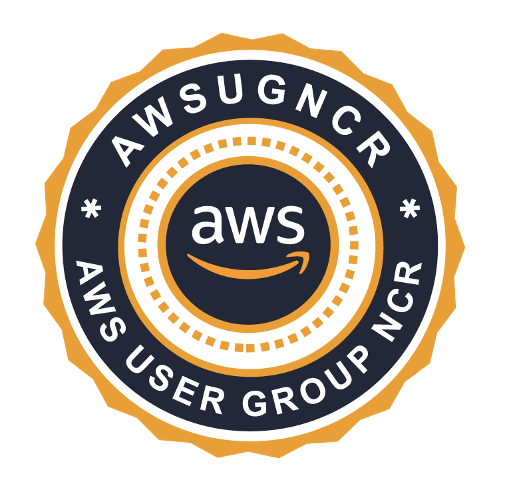 AWSUGNCR
* *
aws
AWS USER GROUP NCR